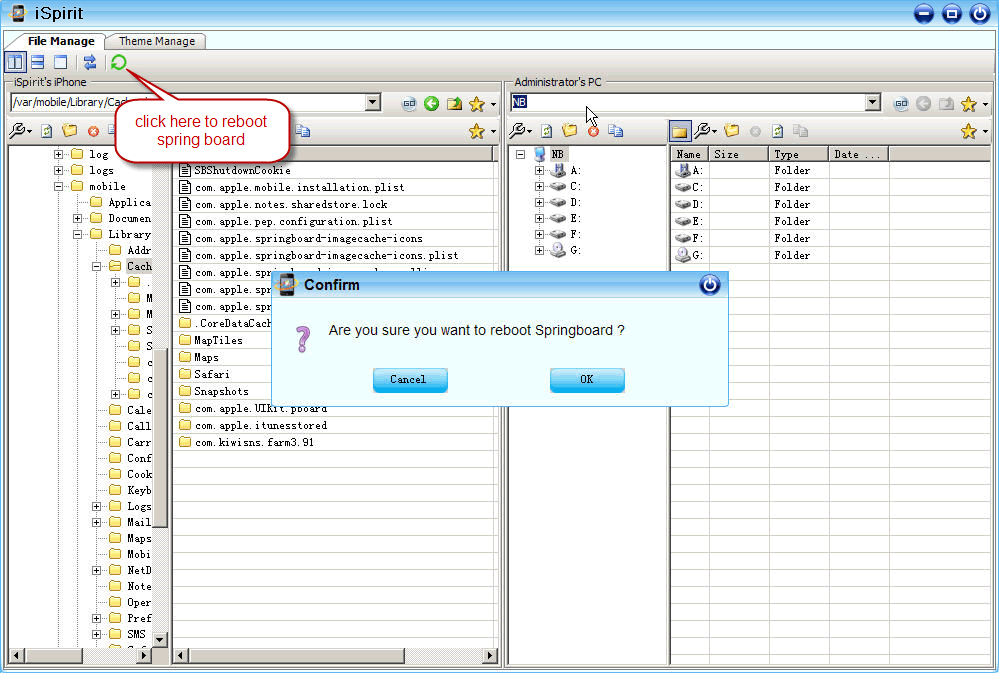 iSpirit
File Manage
Theme Manage
iSpirit's iPhone
Administrator's PC
/var/mobile/Library/Cac
GO
NB
GO
click here to reboot
spring board
log
logs
mobile
Applica
Documen
Library
Addr
Cach
.
M
M
S
S
c
c
c
Cale
Call
Carr
Conf
Cook
Keyb
Logs
Mail
Maps
Mobi
NetD
Note
Oper
Pref
SMS
SBShutdownCookie
com.apple.mobile.installation.plist
com.apple.notes.sharedstore.lock
com.apple.pep.configuration.plist
com.apple.springboard-imagecache-icons
com.apple.springboard-imagecache-icons.plist
com.apple.spr
com.apple.spr
com.apple.spr
.CoreDataCach
MapTiles
Maps
Safari
Snapshots
com.apple.UIKit.pboard
com.apple.itunesstored
com.kiwisns.farm3.91
NB
A:
C:
D:
E:
F:
G:
Name Size Type Date ...
A: Folder
C: Folder
D: Folder
E: Folder
F: Folder
G: Folder
Confirm
Are you sure you want to reboot Springboard ?
Cancel
OK